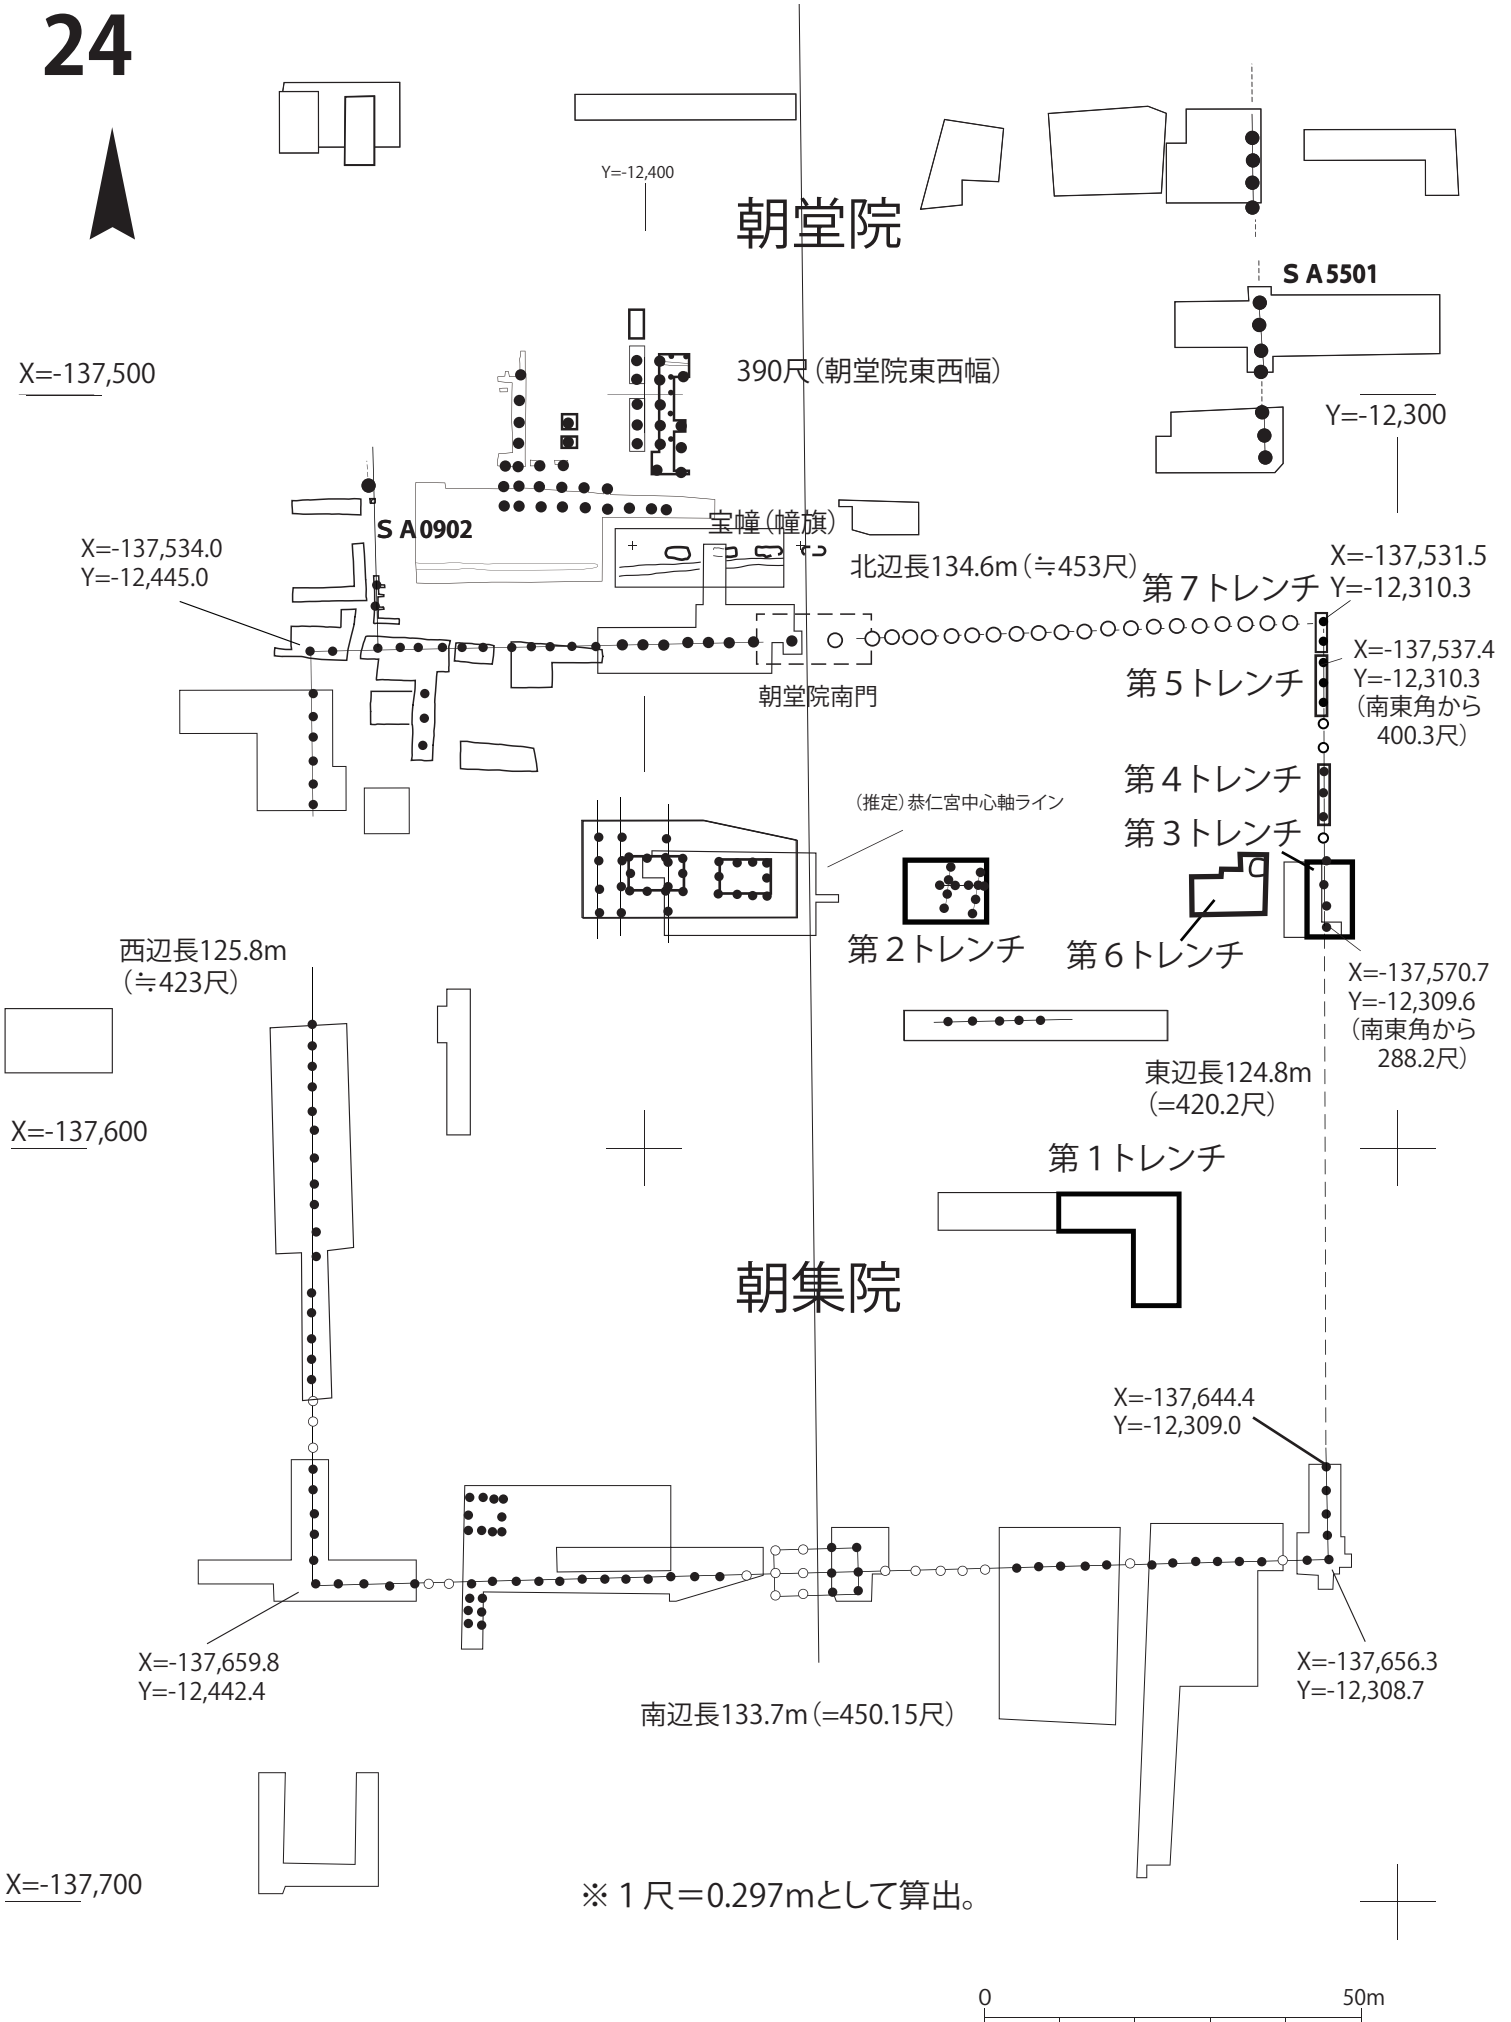 24
Y=-12,400
朝堂院
S A5501
X=-137,500
390尺（朝堂院東西幅）
Y=-12,300
宝幢（幢旗）
S A0902
X=-137,534.0
Y=-12,445.0
北辺長134.6m（≒453尺）
第７トレンチ
X=-137,531.5
Y=-12,310.3
第５トレンチ
X=-137,537.4
Y=-12,310.3
（南東角から
400.3尺）
朝堂院南門
第４トレンチ
（推定）恭仁宮中心軸ライン
第３トレンチ
西辺長125.8m
（≒423尺）
第２トレンチ
第６トレンチ
X=-137,570.7
Y=-12,309.6
（南東角から
288.2尺）
東辺長124.8m
（=420.2尺）
X=-137,600
第１トレンチ
朝集院
X=-137,644.4
Y=-12,309.0
X=-137,659.8
Y=-12,442.4
X=-137,656.3
Y=-12,308.7
南辺長133.7m（=450.15尺）
X=-137,700
※１尺＝0.297mとして算出。
0
50m